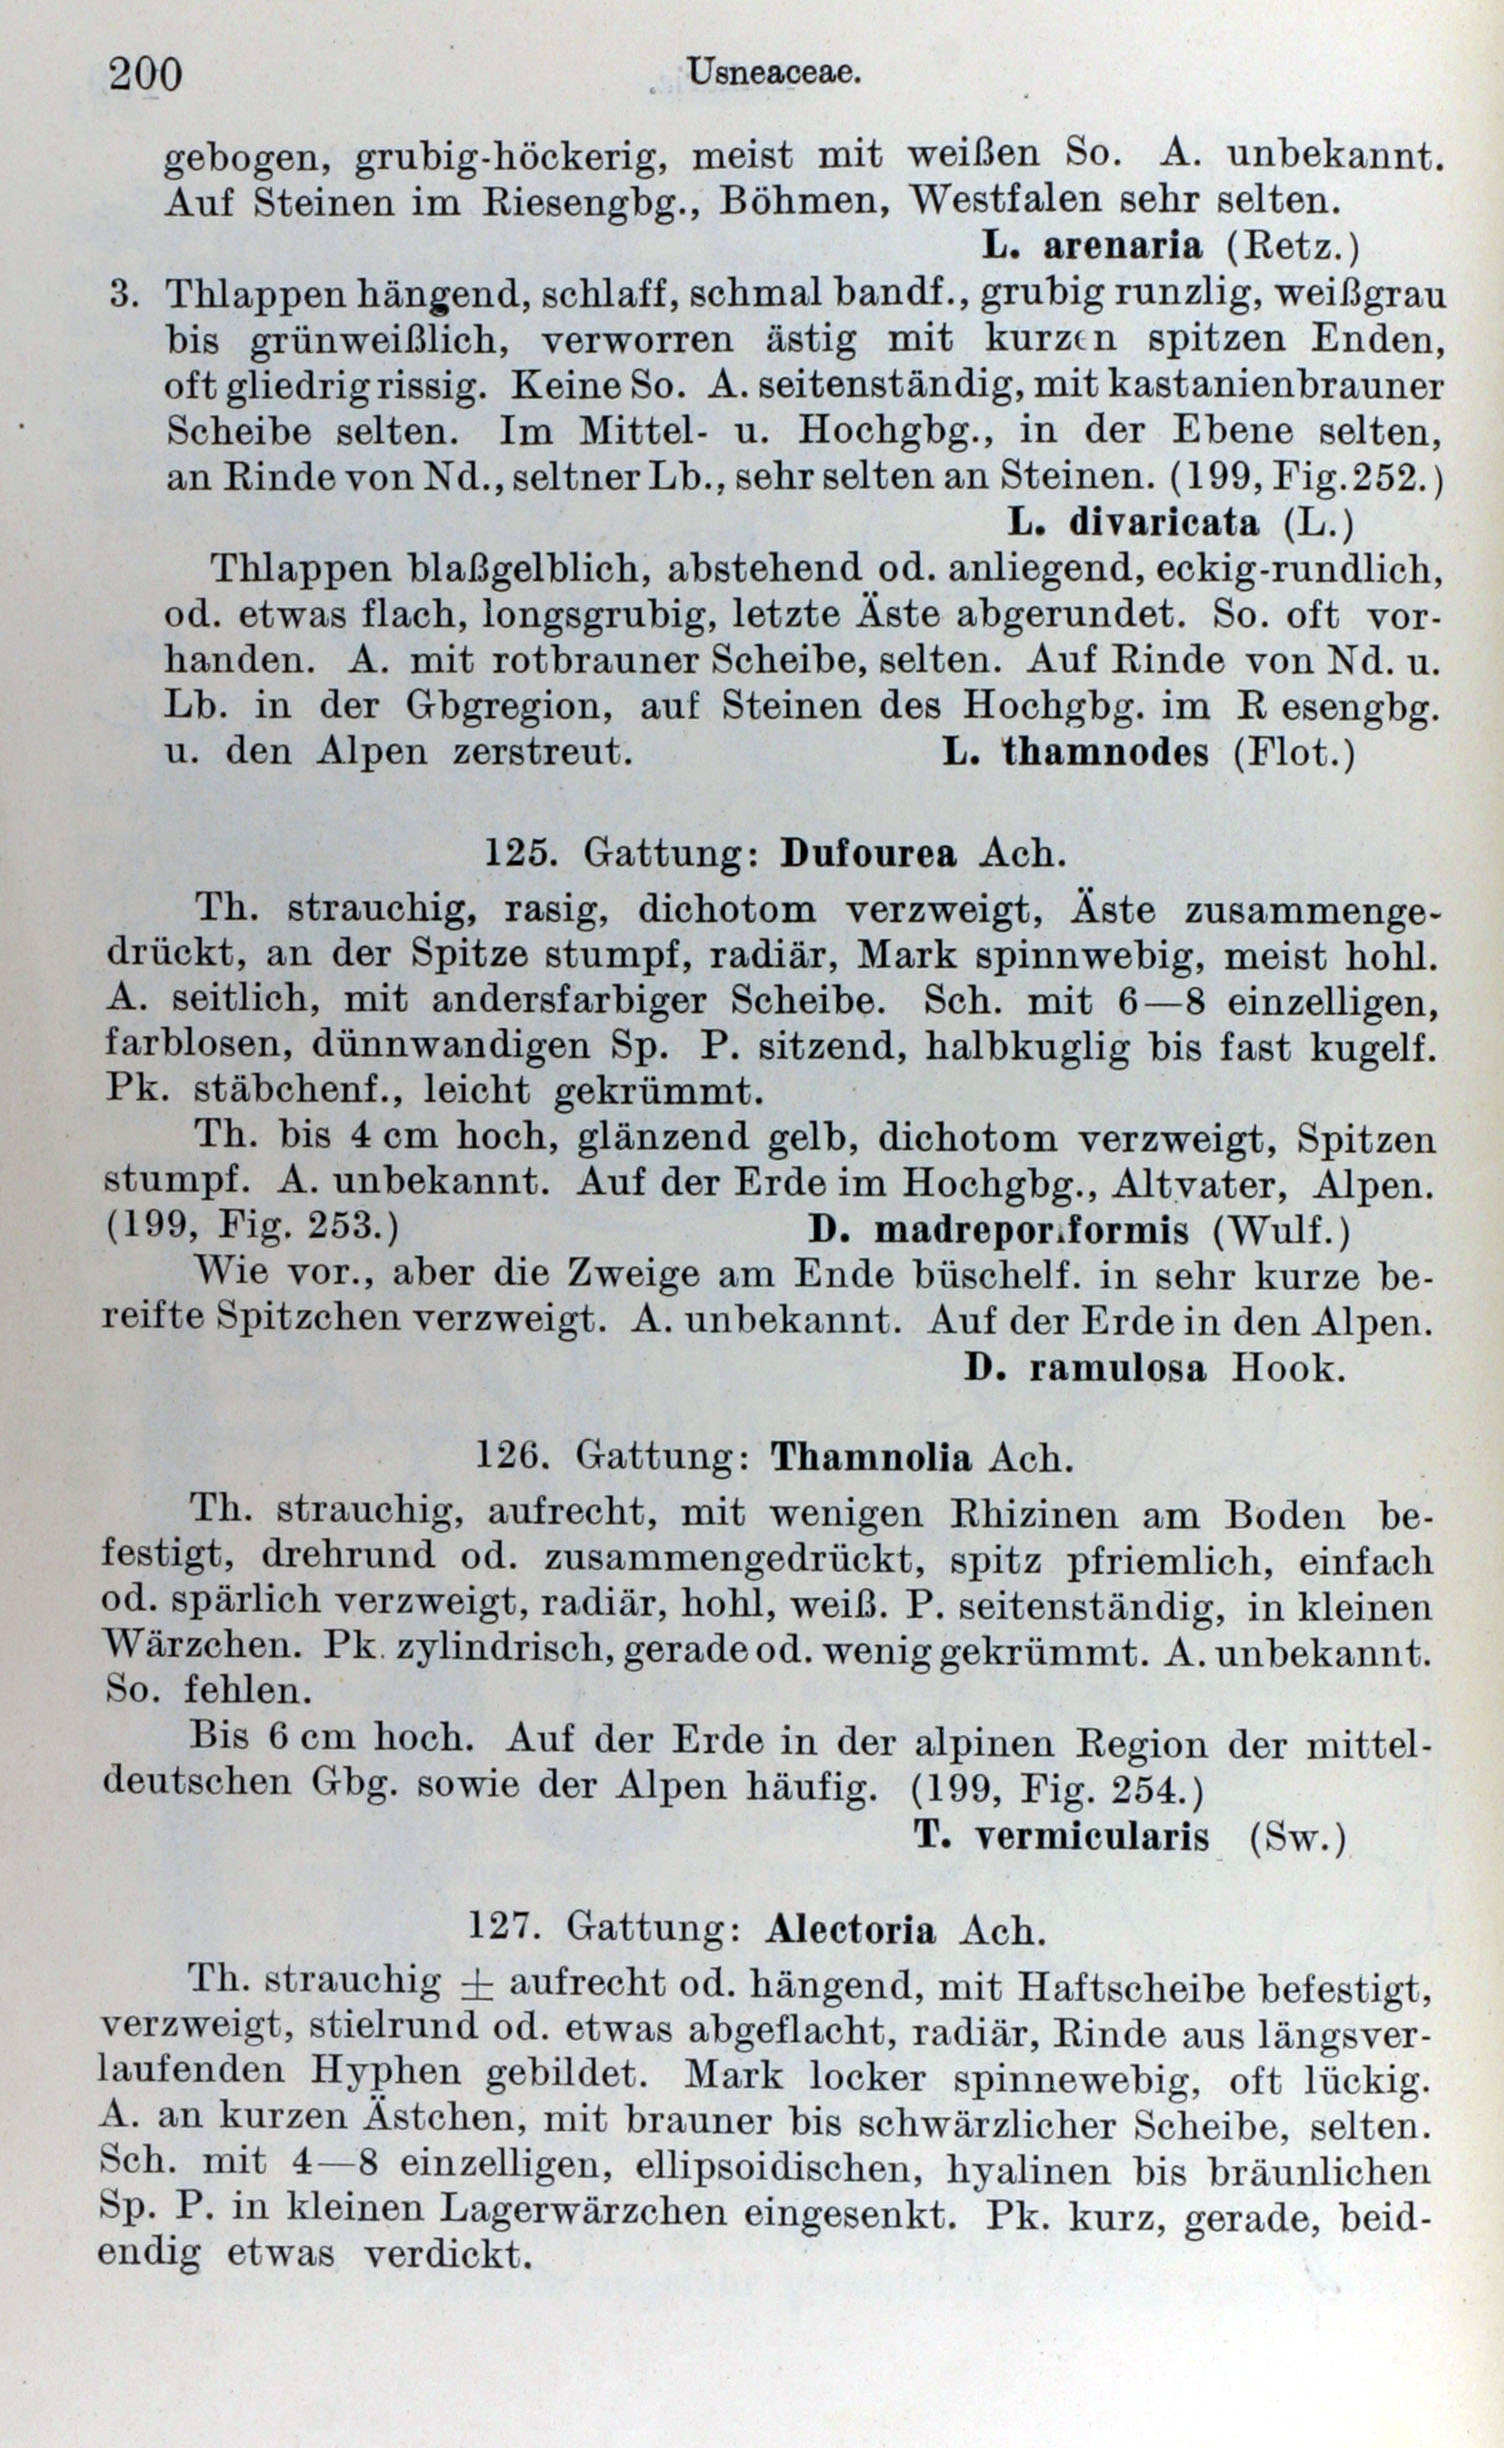 200
Usneaceae.
gebogen, grubig-höckerig, meist mit weißen So. A. unbekannt.
Auf Steinen im Riesengbg., Böhmen, Westfalen sehr selten.
L. arenaria (Retz.)
3. Thlappen hängend, schlaff, schmal bandf., grubig runzlig, weißgrau
bis grünweißlich, verworren ästig mit kurzen spitzen Enden,
oft gliedrig rissig. Keine So. A. seitenständig, mit kastanienbrauner
Scheibe selten. Im Mittel- u. Hochgbg., in der Ebene selten,
an Rinde von Nd., seltner Lb., sehr selten an Steinen. (199, Fig. 252.)
L. divaricata (L.)
Thlappen blaßgelblich, abstehend od. anliegend, eckig-rundlich,
od. etwas flach, longsgrubig, letzte Äste abgerundet. So. oft vor-
handen. A. mit rotbrauner Scheibe, selten. Auf Rinde von Nd. u.
Lb. in der Gbgregion, auf Steinen des Hochgbg. im R esengbg.
u. den Alpen zerstreut. L. thamnodes (Flot.)
125. Gattung: Dufourea Ach.
Th. strauchig, rasig, dichotom verzweigt, Äste zusammenge-
drückt, an der Spitze stumpf, radiär, Mark spinnwebig, meist hohl.
A. seitlich, mit andersfarbiger Scheibe. Sch. mit 6—8 einzelligen,
farblosen, dünnwandigen Sp. P. sitzend, halbkuglig bis fast kugelf.
Pk. stäbchenf., leicht gekrümmt.
Th. bis 4 cm hoch, glänzend gelb, dichotom verzweigt, Spitzen
stumpf. A. unbekannt. Auf der Erde im Hochgbg., Altvater, Alpen.
(199, Fig. 253.) D. madreporiformis (Wulf.)
Wie vor., aber die Zweige am Ende büschelf. in sehr kurze be-
reifte Spitzchen verzweigt. A. unbekannt. Auf der Erde in den Alpen.
D. ramulosa Hook.
126. Gattung: Thamnolia Ach.
Th. strauchig, aufrecht, mit wenigen Rhizinen am Boden be-
festigt, drehrund od. zusammengedrückt, spitz pfriemlich, einfach
od. spärlich verzweigt, radiär, hohl, weiß. P. seitenständig, in kleinen
Wärzchen. Pk. zylindrisch, gerade od. wenig gekrümmt. A. unbekannt.
So. fehlen.
Bis 6 cm hoch. Auf der Erde in der alpinen Region der mittel-
deutschen Gbg. sowie der Alpen häufig. (199, Fig. 254.)
T. vermicularis (Sw.)
127. Gattung: Alectoria Ach.
Th. strauchig ± aufrecht od. hängend, mit Haftscheibe befestigt,
verzweigt, stielrund od. etwas abgeflacht, radiär, Rinde aus längsver-
laufenden Hyphen gebildet. Mark locker spinnewebig, oft lückig.
A. an kurzen Ästchen, mit brauner bis schwärzlicher Scheibe, selten.
Sch. mit 4—8 einzelligen, ellipsoidischen, hyalinen bis bräunlichen
Sp. P. in kleinen Lagerwärzchen eingesenkt. Pk. kurz, gerade, beid-
endig etwas verdickt.